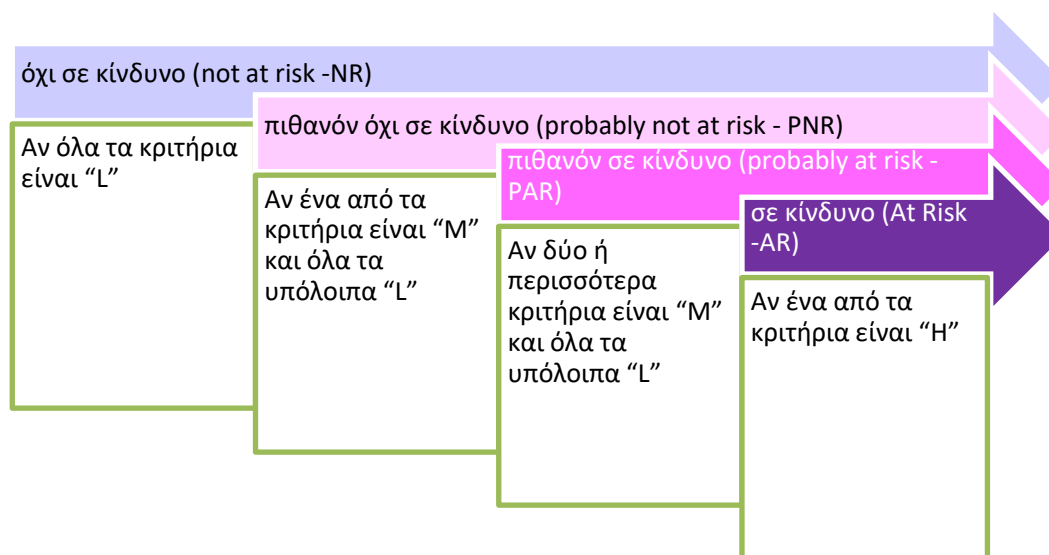 όχι σε κίνδυνο (not at risk -NR)
Αν όλα τα κριτήρια
είναι “L”
πιθανόν όχι σε κίνδυνο (probably not at risk - PNR)
Αν ένα από τα
κριτήρια είναι “M”
και όλα τα
υπόλοιπα “L”
πιθανόν σε κίνδυνο (probably at risk -
PAR)
Αν δύο ή
περισσότερα
κριτήρια είναι “M”
και όλα τα
υπόλοιπα “L”
σε κίνδυνο (At Risk
-AR)
Αν ένα από τα
κριτήρια είναι “H”